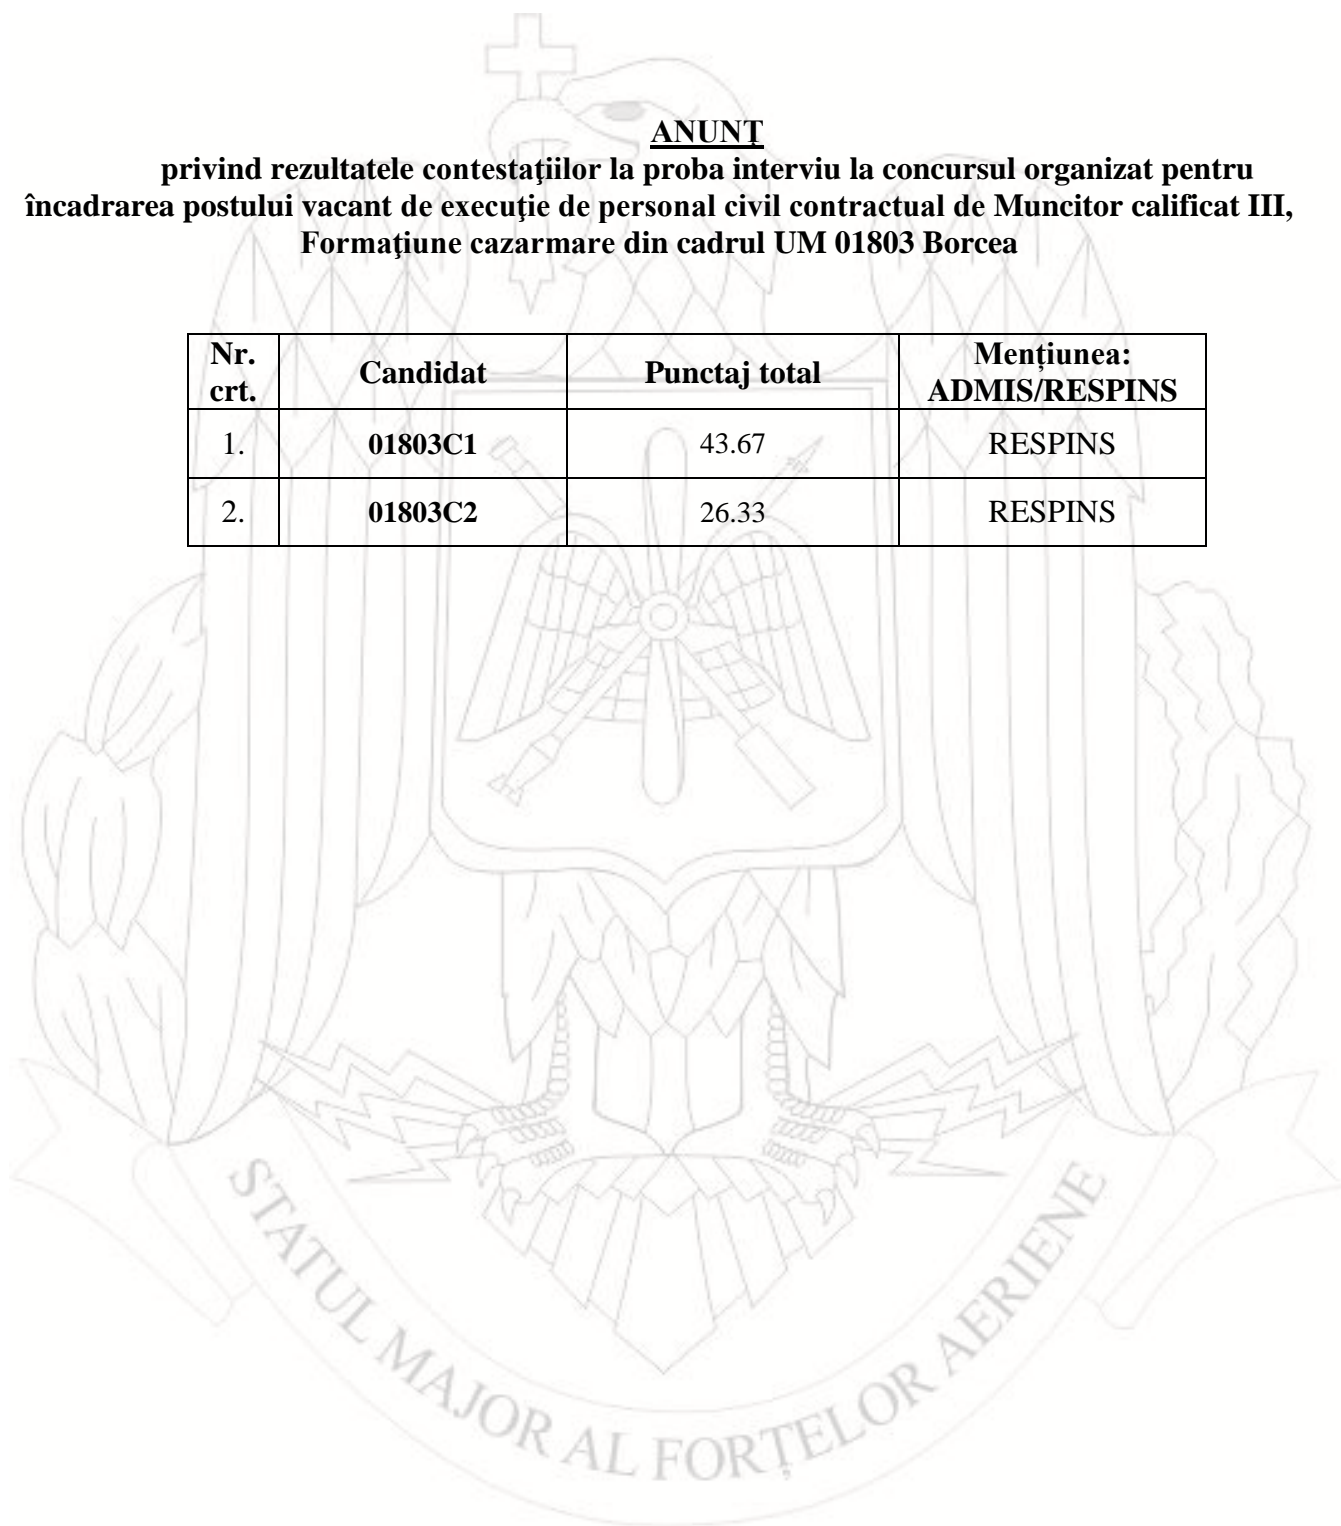 ANUNȚ
privind rezultatele contestaţiilor la proba interviu la concursul organizat pentru
încadrarea postului vacant de execuţie de personal civil contractual de Muncitor calificat III,
Formaţiune cazarmare din cadrul UM 01803 Borcea
Nr. crt. Candidat Punctaj total Mențiunea: ADMIS/RESPINS
1. 01803C1 43.67 RESPINS
2. 01803C2 26.33 RESPINS
STATUL MAJOR AL FORȚELOR AERIENE